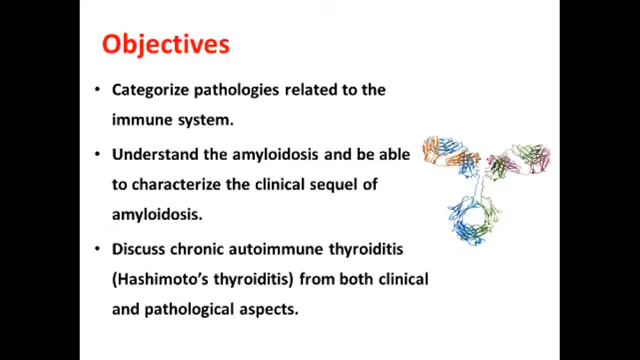 Objectives
• Categorize pathologies related to the
immune system.
• Understand the amyloidosis and be able
to characterize the clinical sequel of
amyloidosis.
• Discuss chronic autoimmune thyroiditis
(Hashimoto's thyroiditis) from both clinical
and pathological aspects.